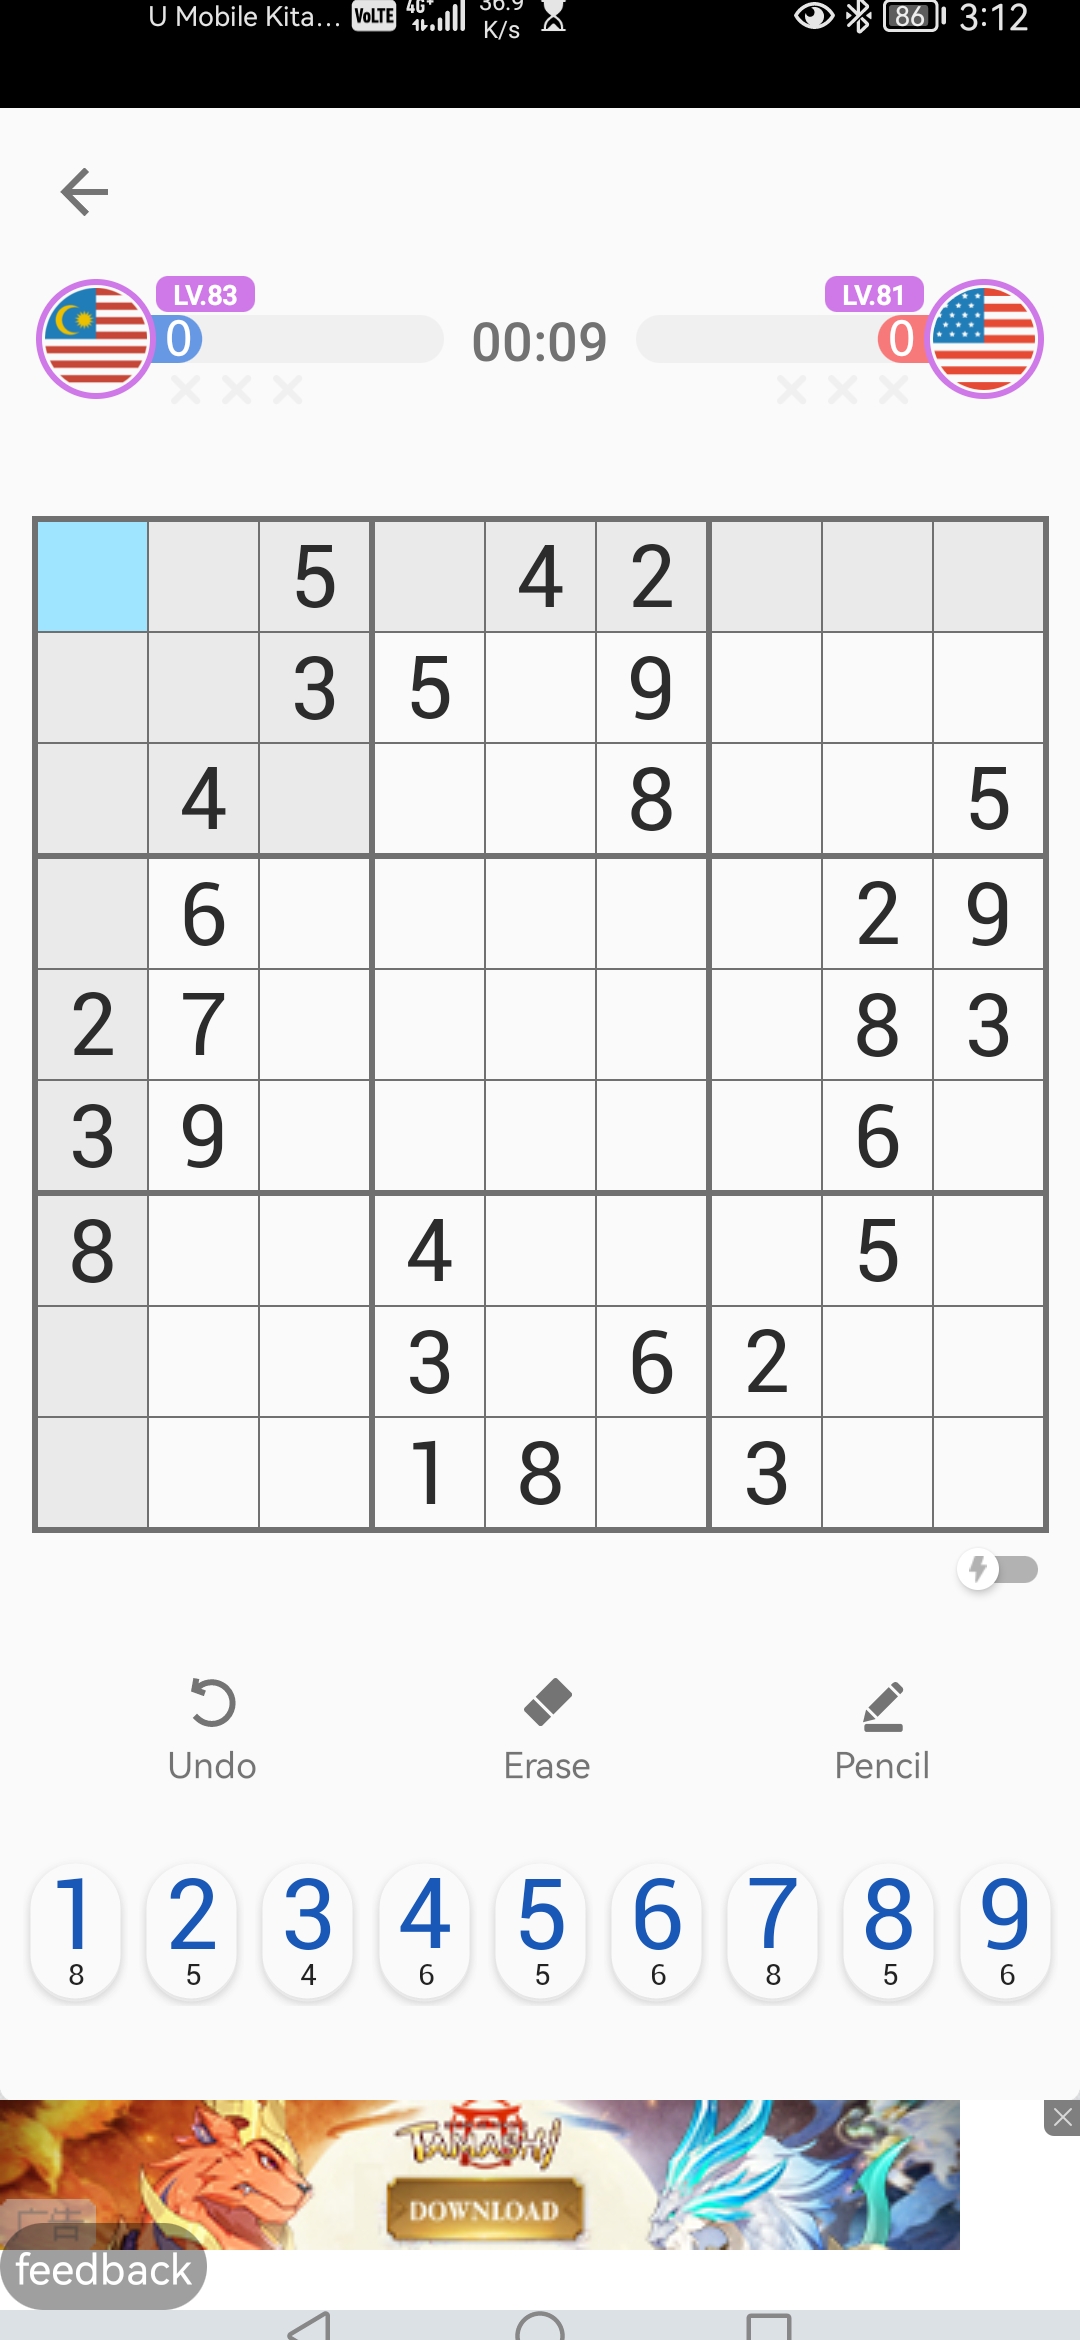 U Mobile Kita... VoLTE 4G+ 36.9 K/s 86 3:12
LV.83 LV.81
0 00:09 0
5 4 2
3 5 9
4 8 5
6 2 9
2 7 8 3
3 9 6
8 4 5
3 6 2
1 8 3
Undo Erase Pencil
1 2 3 4 5 6 7 8 9
8 5 4 6 5 6 8 5 6
TAMASHI
DOWNLOAD
广告
feedback